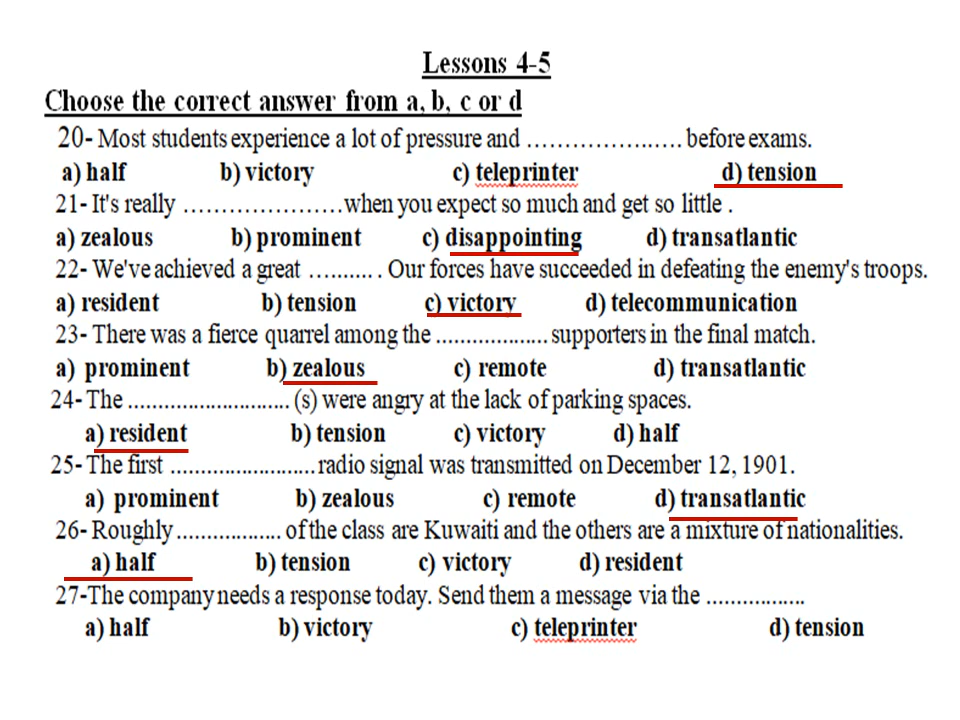 Lessons 4-5
Choose the correct answer from a, b, c or d
20- Most students experience a lot of pressure and ……………..…. before exams.
a) half b) victory c) teleprinter d) tension
21- It's really …………………when you expect so much and get so little .
a) zealous b) prominent c) disappointing d) transatlantic
22- We've achieved a great …........ . Our forces have succeeded in defeating the enemy's troops.
a) resident b) tension c) victory d) telecommunication
23- There was a fierce quarrel among the ................... supporters in the final match.
a) prominent b) zealous c) remote d) transatlantic
24- The ........................... (s) were angry at the lack of parking spaces.
a) resident b) tension c) victory d) half
25- The first ........................ radio signal was transmitted on December 12, 1901.
a) prominent b) zealous c) remote d) transatlantic
26- Roughly ................. of the class are Kuwaiti and the others are a mixture of nationalities.
a) half b) tension c) victory d) resident
27-The company needs a response today. Send them a message via the ................
a) half b) victory c) teleprinter d) tension